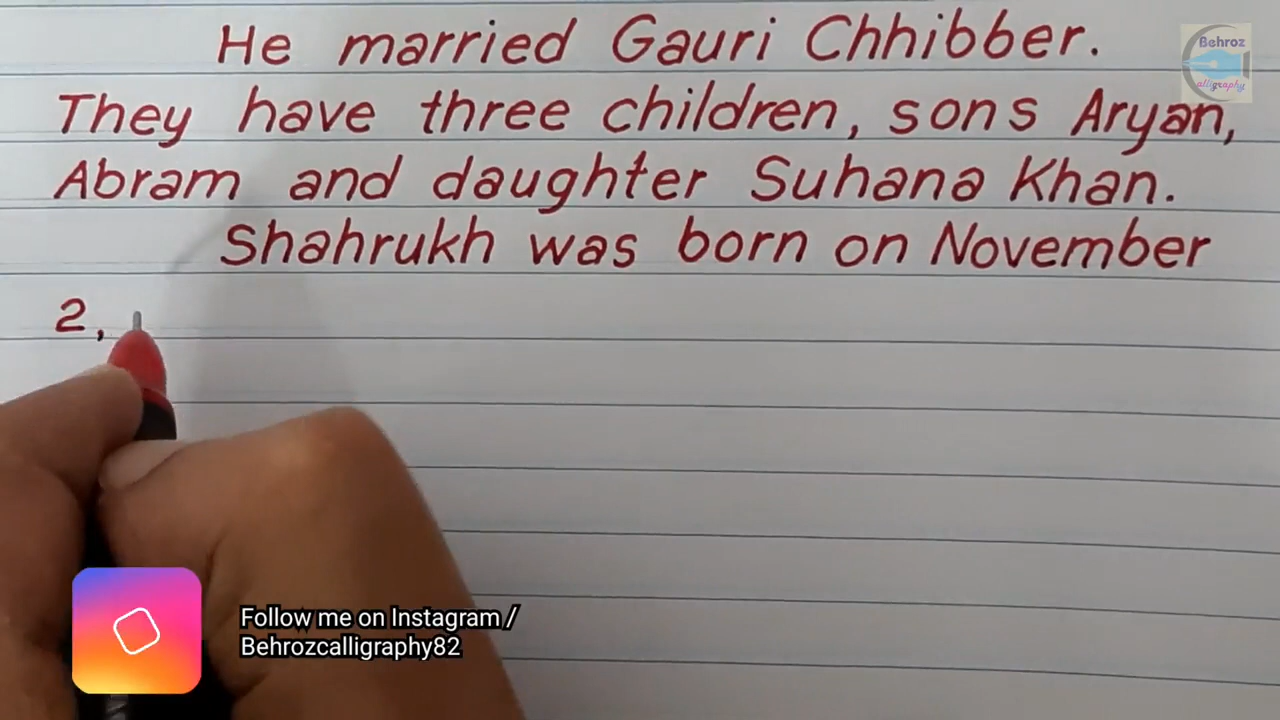 He married Gauri Chhibber.
Behroz
alligraphy
They have three children, sons Aryan,
Abram and daughter Suhana Khan.
Shahrukh was born on November
2,
Follow me on Instagram /
Behrozcalligraphy82